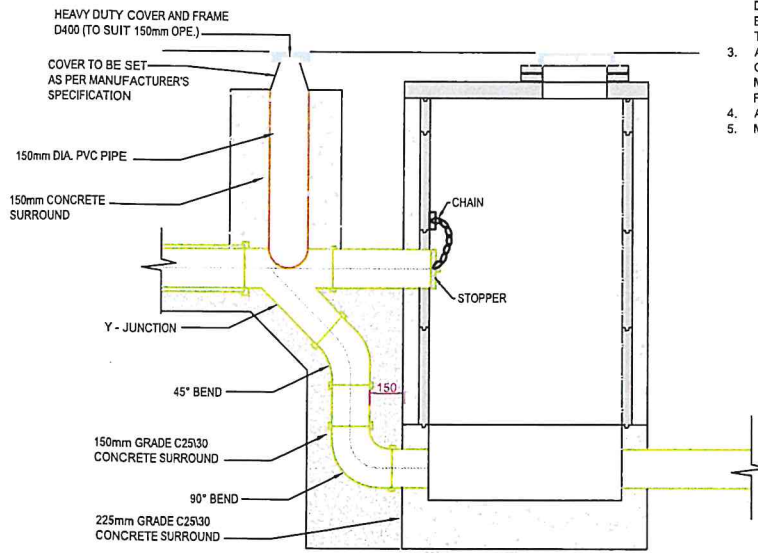 HEAVY DUTY COVER AND FRAME
D400 (TO SUIT 150mm OPE.)
COVER TO BE SET
AS PER MANUFACTURER'S
SPECIFICATION
150mm DIA. PVC PIPE
150mm CONCRETE
SURROUND
CHAIN
STOPPER
Y - JUNCTION
45° BEND
150
150mm GRADE C25\30
CONCRETE SURROUND
90° BEND
225mm GRADE C25\30
CONCRETE SURROUND
3. A
4. A
5. M